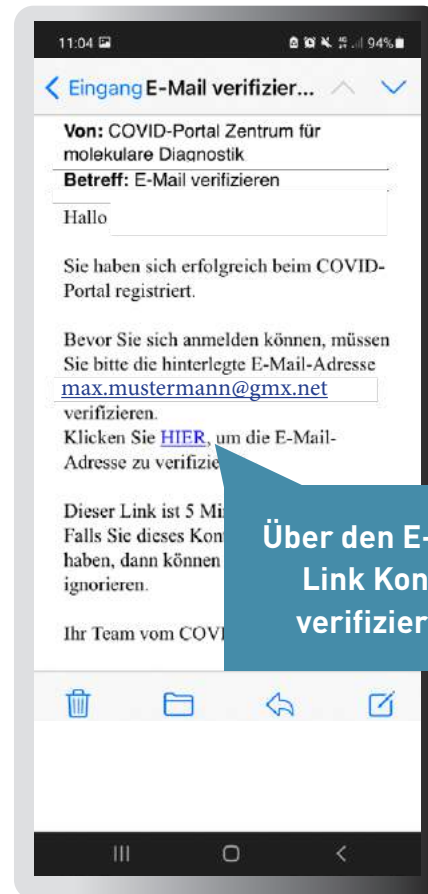 11:04 94%
Eingang E-Mail verifizier...
Von: COVID-Portal Zentrum für
molekulare Diagnostik
Betreff: E-Mail verifizieren
Hallo
Sie haben sich erfolgreich beim COVID-
Portal registriert.
Bevor Sie sich anmelden können, müssen
Sie bitte die hinterlegte E-Mail-Adresse
max.mustermann@gmx.net
verifizieren.
Klicken Sie HIER, um die E-Mail-
Adresse zu verifizie
Dieser Link ist 5 Mi
Falls Sie dieses Kon
haben, dann können
ignorieren.
Ihr Team vom COV
Über den E-
Link Kon
verifizier